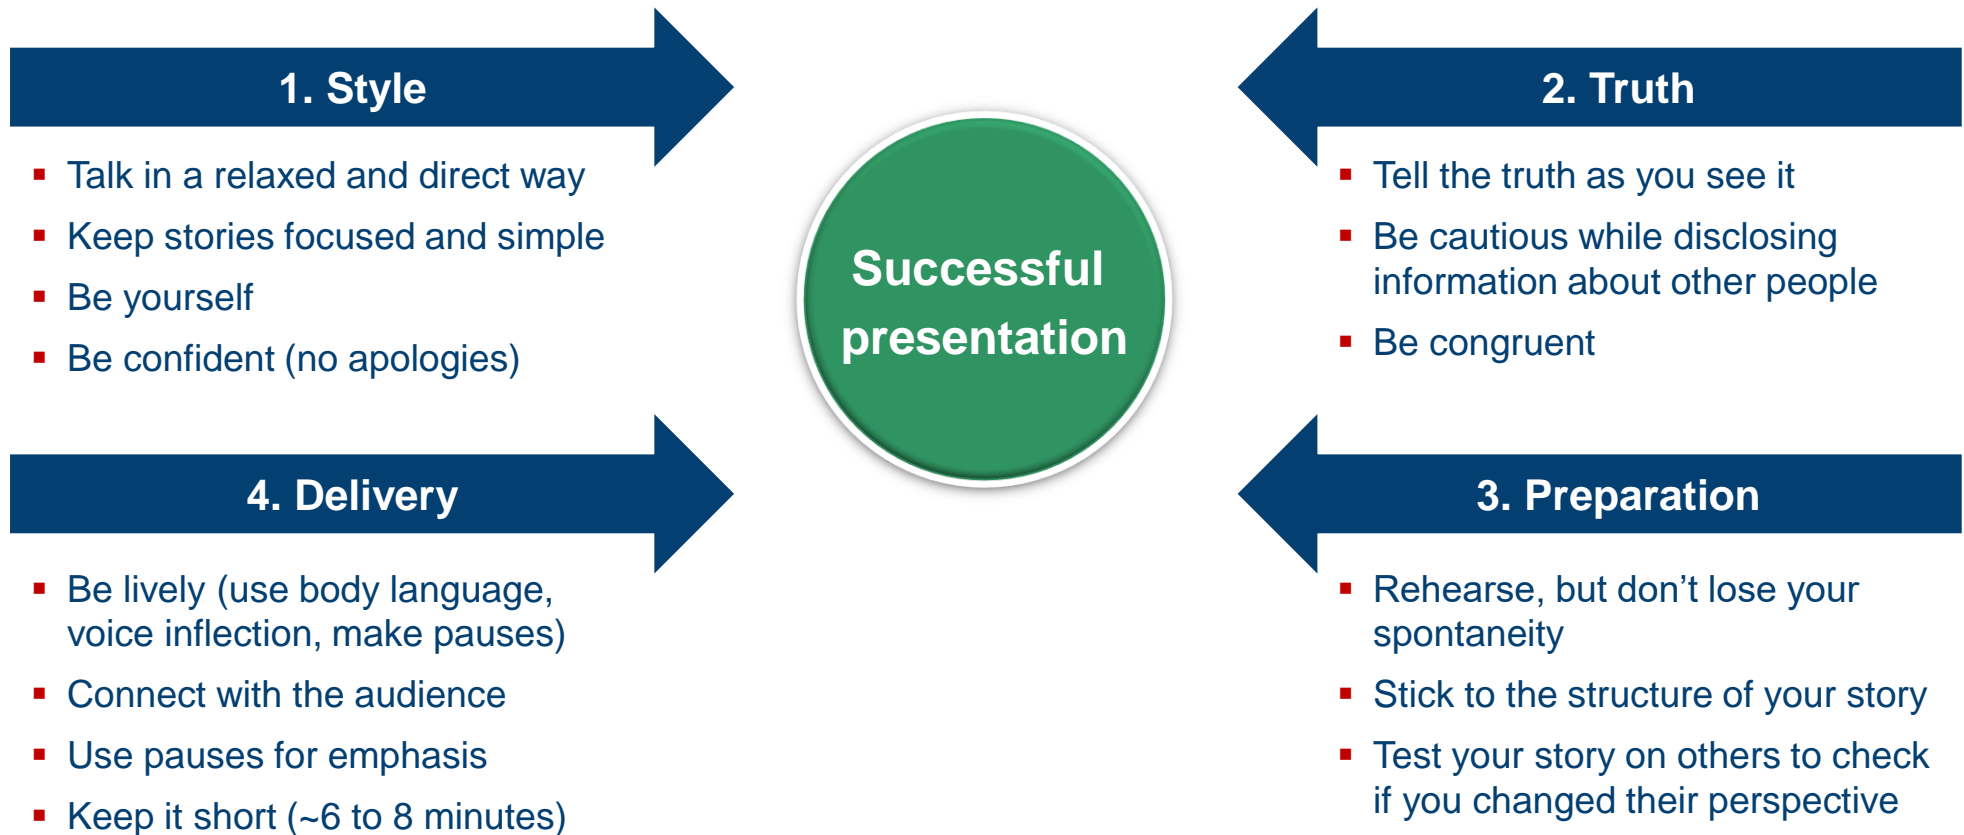 1. Style
▪ Talk in a relaxed and direct way
▪ Keep stories focused and simple
▪ Be yourself
▪ Be confident (no apologies)
Successful
presentation
2. Truth
▪ Tell the truth as you see it
▪ Be cautious while disclosing
information about other people
▪ Be congruent
4. Delivery
▪ Be lively (use body language,
voice inflection, make pauses)
▪ Connect with the audience
▪ Use pauses for emphasis
▪ Keep it short (~6 to 8 minutes)
3. Preparation
▪ Rehearse, but don’t lose your
spontaneity
▪ Stick to the structure of your story
▪ Test your story on others to check
if you changed their perspective